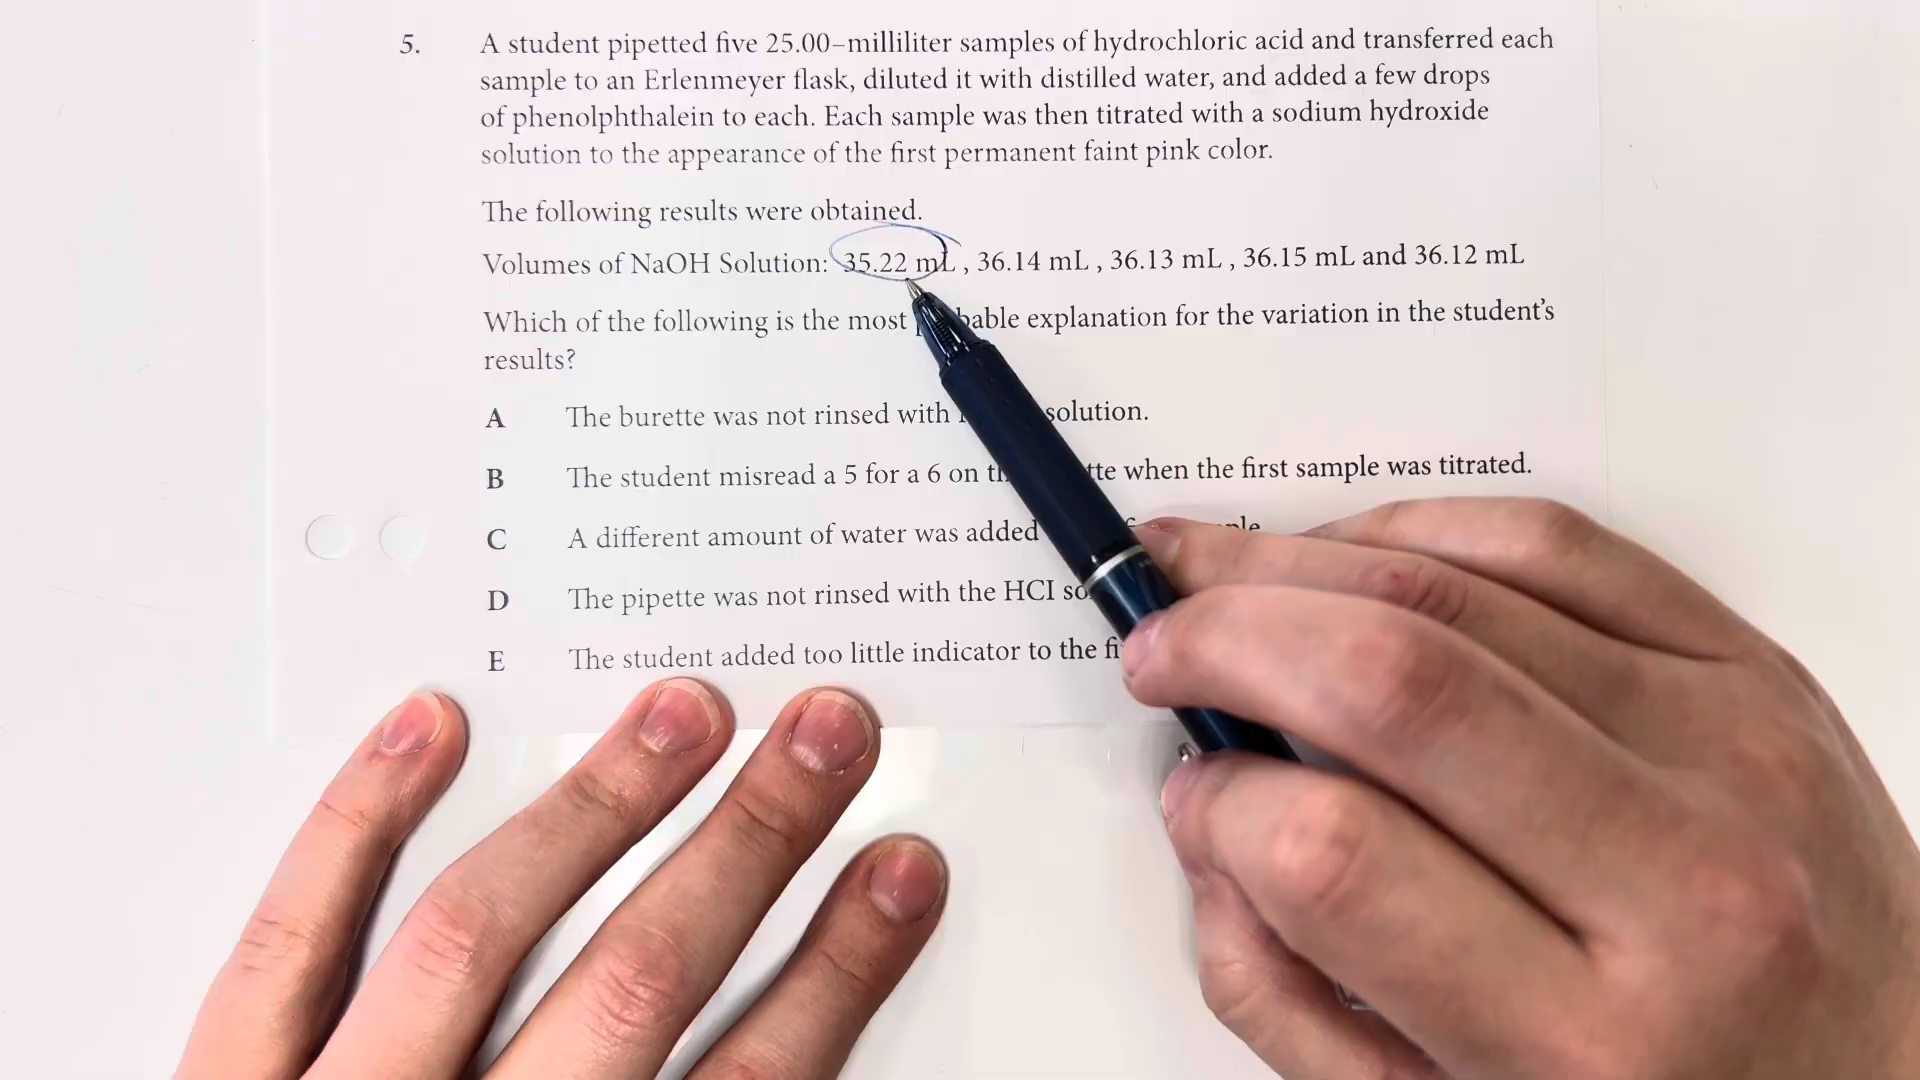 5. A student pipetted five 25.00–milliliter samples of hydrochloric acid and transferred each
sample to an Erlenmeyer flask, diluted it with distilled water, and added a few drops
of phenolphthalein to each. Each sample was then titrated with a sodium hydroxide
solution to the appearance of the first permanent faint pink color.
The following results were obtained.
Volumes of NaOH Solution: 35.22 mL , 36.14 mL , 36.13 mL , 36.15 mL and 36.12 mL
Which of the following is the most explanation for the variation in the student’s
results?
A The burette was not rinsed with solution.
B The student misread a 5 for a 6 on when the first sample was titrated.
C A different amount of water was added
D The pipette was not rinsed with the HCI
E The student added too little indicator to the